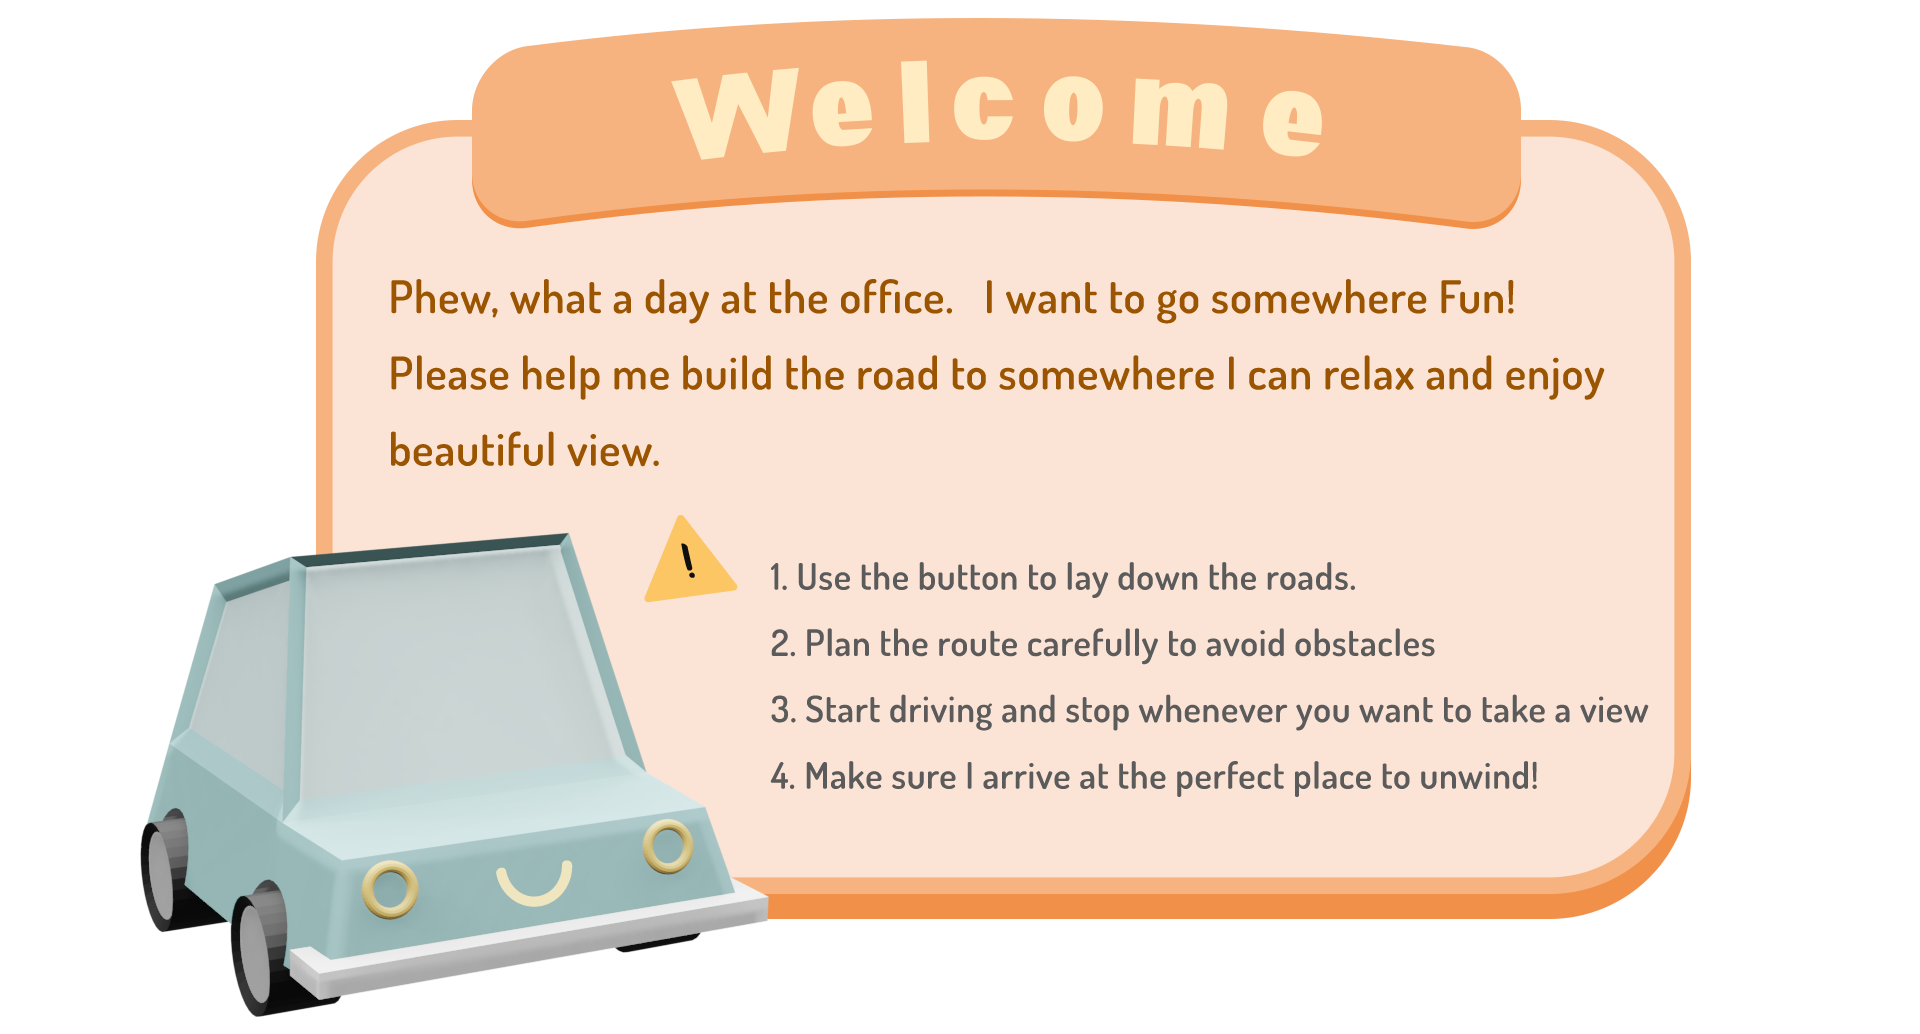 Welcome
Phew, what a day at the office.   I want to go somewhere Fun!
Please help me build the road to somewhere I can relax and enjoy
beautiful view.
!
1. Use the button to lay down the roads.
2. Plan the route carefully to avoid obstacles
3. Start driving and stop whenever you want to take a view
4. Make sure I arrive at the perfect place to unwind!